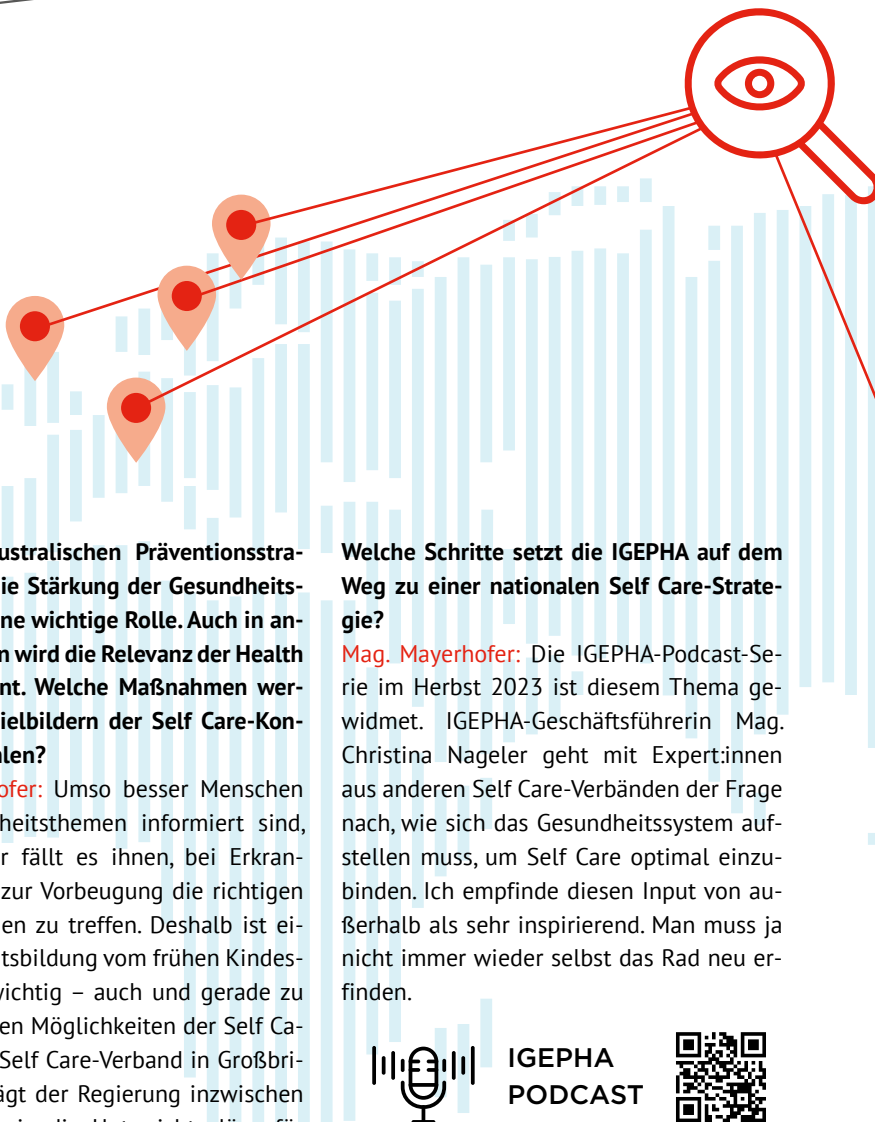 ustralischen Präventionsstra-
ie Stärkung der Gesundheits-
ne wichtige Rolle. Auch in an-
n wird die Relevanz der Health
nt. Welche Maßnahmen wer-
ielbildern der Self Care-Kon-
len?
ofer: Umso besser Menschen
heitsthemen informiert sind,
r fällt es ihnen, bei Erkran-
zur Vorbeugung die richtigen
en zu treffen. Deshalb ist ei-
tsbildung vom frühen Kindes-
wichtig – auch und gerade zu
en Möglichkeiten der Self Ca-
Self Care-Verband in Großbri-
ägt der Regierung inzwischen
Welche Schritte setzt die IGEPHA auf dem
Weg zu einer nationalen Self Care-Strate-
gie?
Mag. Mayerhofer: Die IGEPHA-Podcast-Se-
rie im Herbst 2023 ist diesem Thema ge-
widmet. IGEPHA-Geschäftsführerin Mag.
Christina Nageler geht mit Expert:innen
aus anderen Self Care-Verbänden der Frage
nach, wie sich das Gesundheitssystem auf-
stellen muss, um Self Care optimal einzu-
binden. Ich empfinde diesen Input von au-
ßerhalb als sehr inspirierend. Man muss ja
nicht immer wieder selbst das Rad neu er-
finden.
IGEPHA
PODCAST